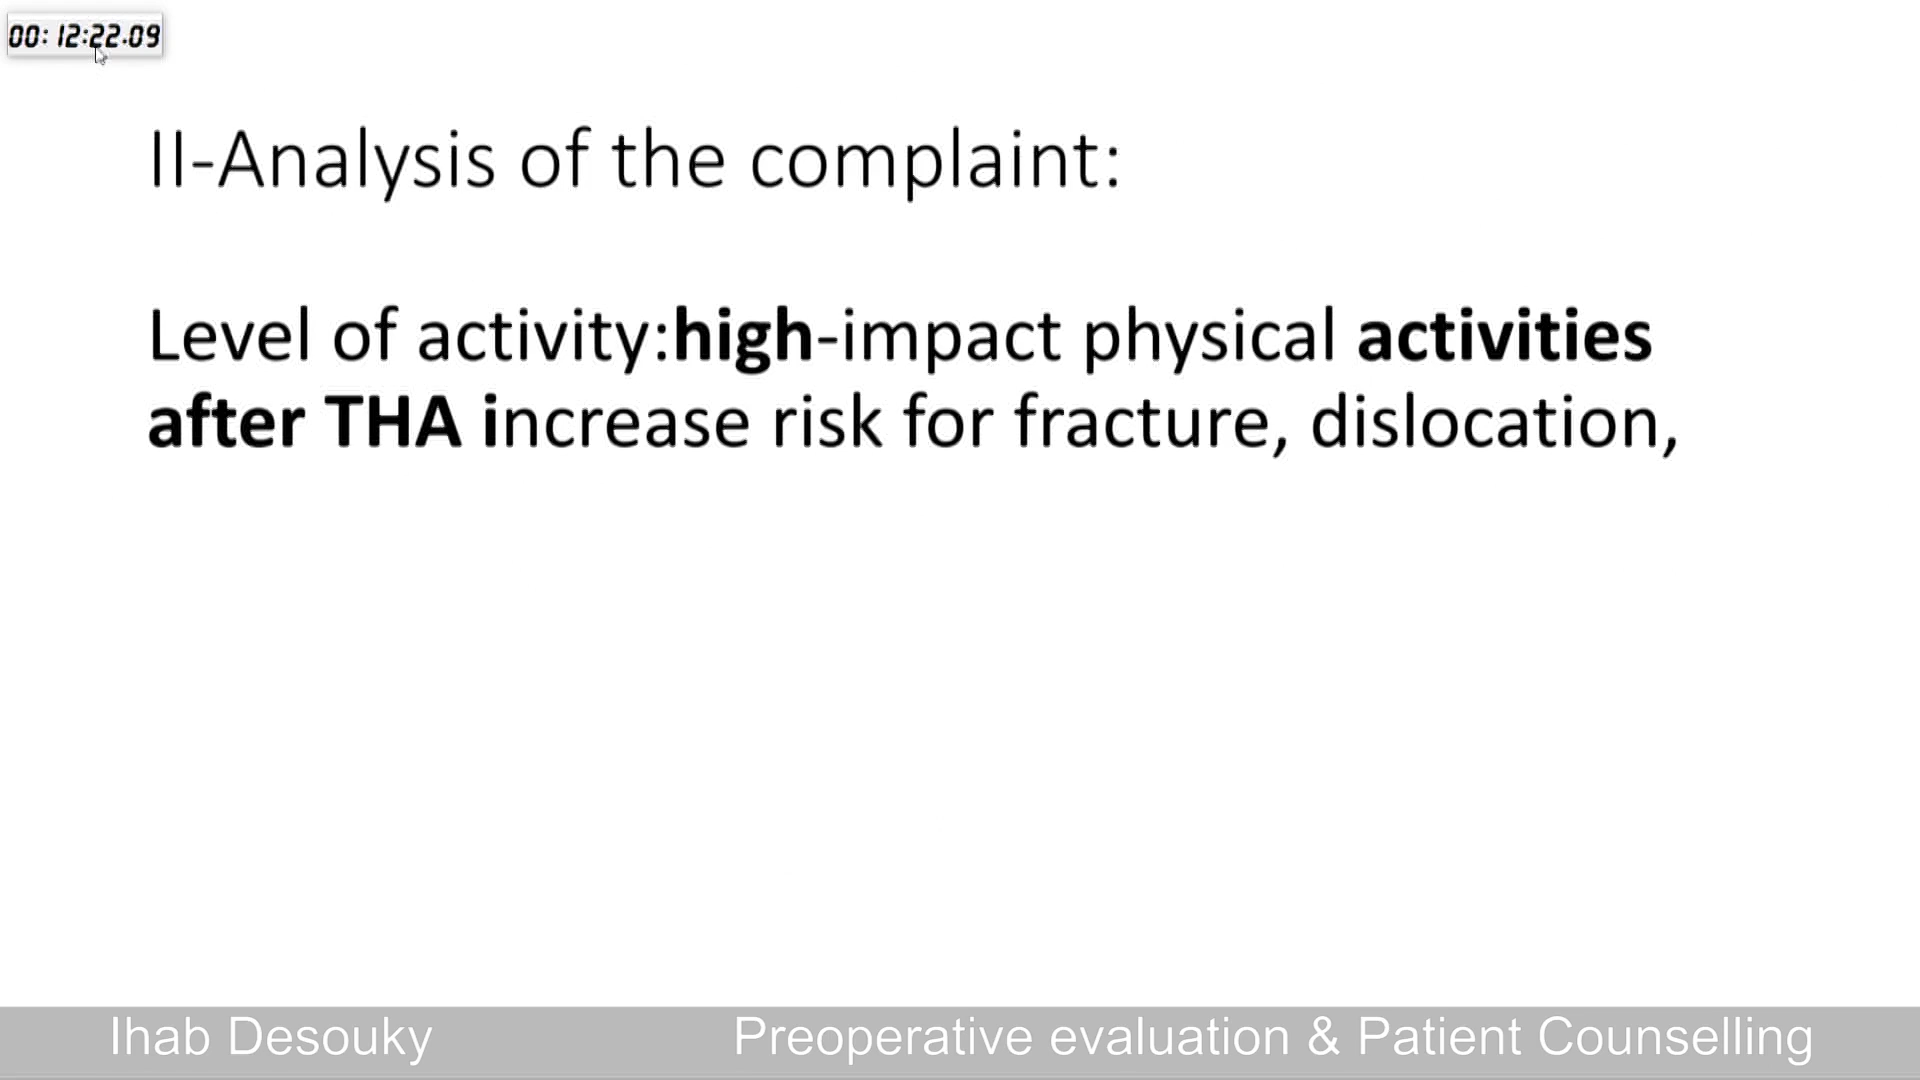 00:12:22.09
II-Analysis of the complaint:
Level of activity:high-impact physical activities
after THA increase risk for fracture, dislocation,
Ihab Desouky
Preoperative evaluation & Patient Counselling